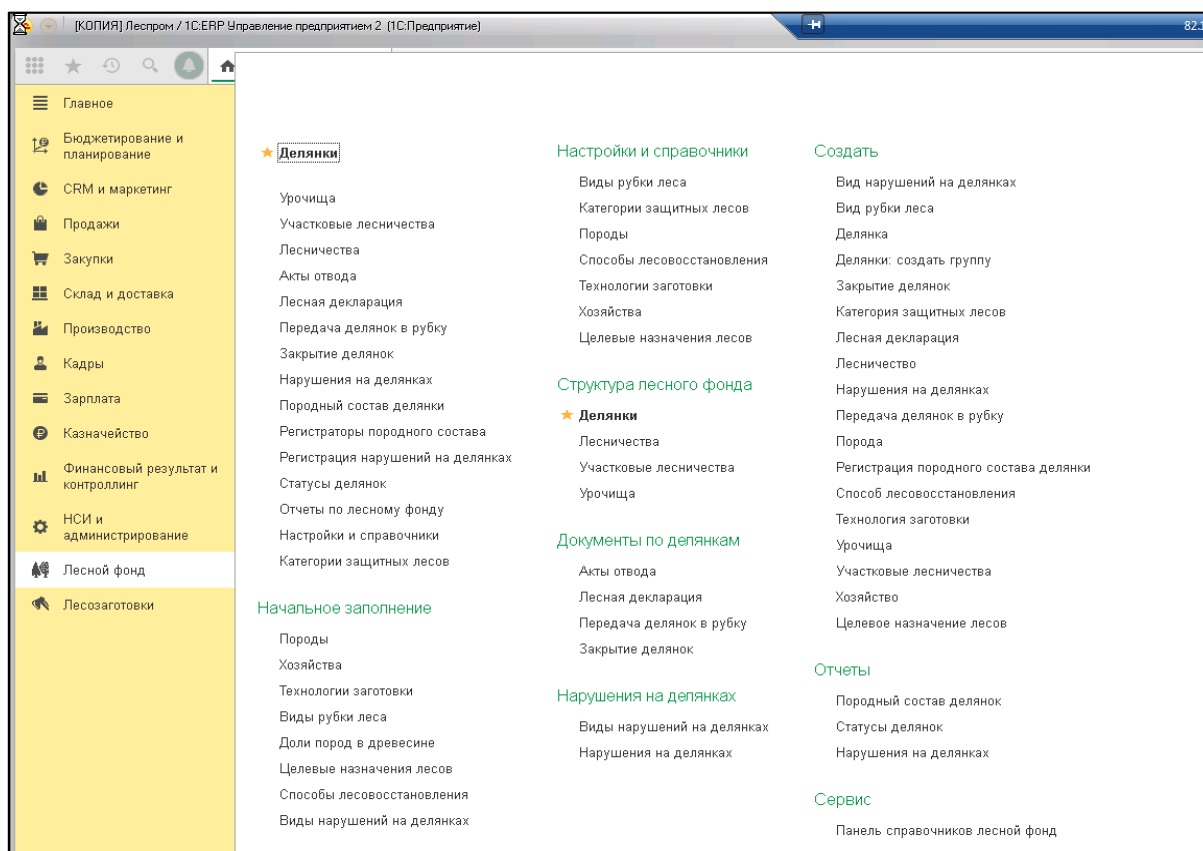 [КОПИЯ] Леспром / 1С:ERP Управление предприятием 2 (1С:Предприятие)
Главное
Бюджетирование и
планирование
CRM и маркетинг
Продажи
Закупки
Склад и доставка
Производство
Кадры
Зарплата
Казначейство
Финансовый результат и
контроллинг
НСИ и
администрирование
Лесной фонд
Лесозаготовки
Делянки
Урочища
Участковые лесничества
Лесничества
Акты отвода
Лесная декларация
Передача делянок в рубку
Закрытие делянок
Нарушения на делянках
Породный состав делянки
Регистраторы породного состава
Регистрация нарушений на делянках
Статусы делянок
Отчеты по лесному фонду
Настройки и справочники
Категории защитных лесов
Начальное заполнение
Породы
Хозяйства
Технологии заготовки
Виды рубки леса
Доли пород в древесине
Целевые назначения лесов
Способы лесовосстановления
Виды нарушений на делянках
Настройки и справочники
Виды рубки леса
Категории защитных лесов
Породы
Способы лесовосстановления
Технологии заготовки
Хозяйства
Целевые назначения лесов
Структура лесного фонда
Делянки
Лесничества
Участковые лесничества
Урочища
Документы по делянкам
Акты отвода
Лесная декларация
Передача делянок в рубку
Закрытие делянок
Нарушения на делянках
Виды нарушений на делянках
Нарушения на делянках
Создать
Вид нарушений на делянках
Вид рубки леса
Делянка
Делянки: создать группу
Закрытие делянок
Категория защитных лесов
Лесная декларация
Лесничество
Нарушения на делянках
Передача делянок в рубку
Порода
Регистрация породного состава делянки
Способ лесовосстановления
Технология заготовки
Урочища
Участковые лесничества
Хозяйство
Целевое назначение лесов
Отчеты
Породный состав делянок
Статусы делянок
Нарушения на делянках
Сервис
Панель справочников лесной фонд